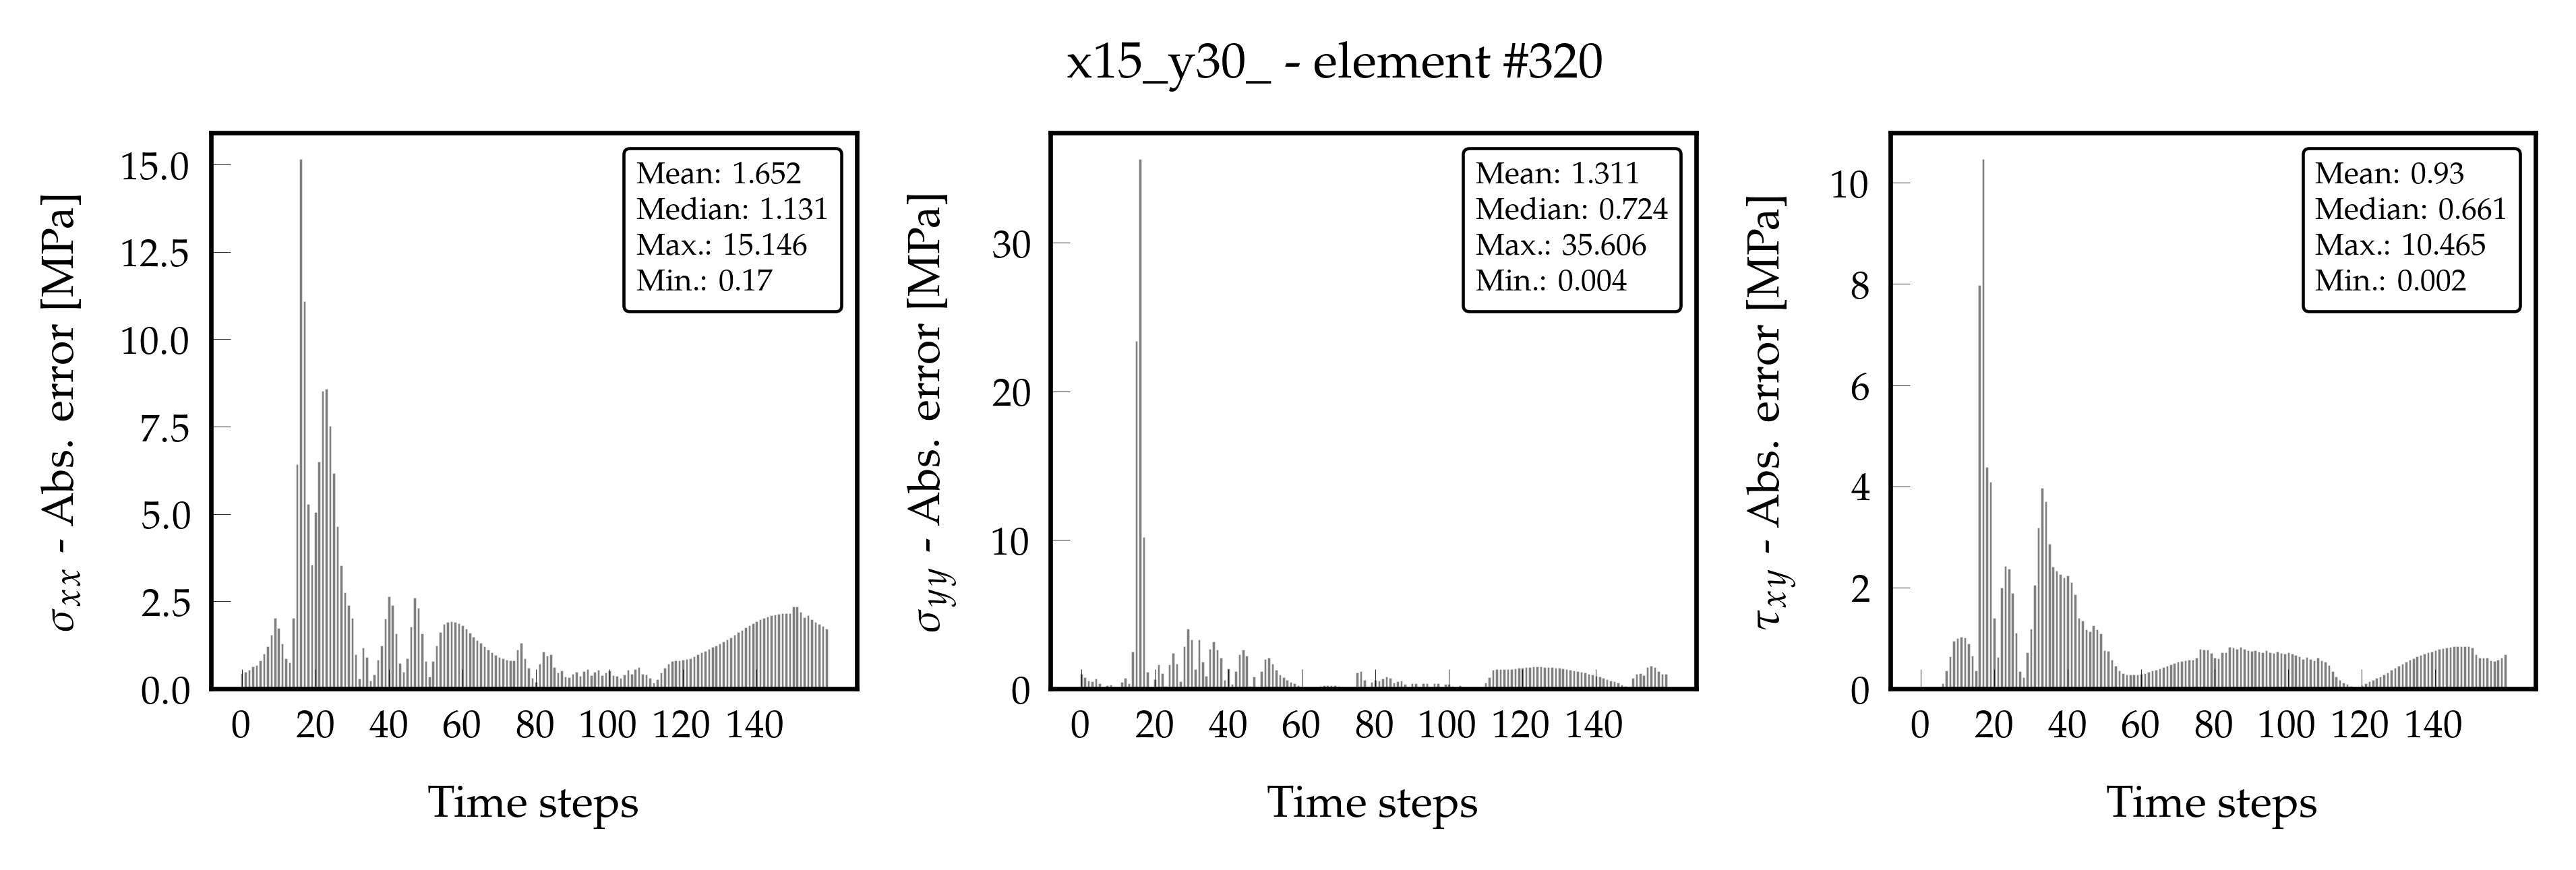 x15_y30_ - element #320
σxx - Abs. error [MPa]
15.0
12.5
10.0
7.5
5.0
2.5
0.0
Mean: 1.652
Median: 1.131
Max.: 15.146
Min.: 0.17
0 20 40 60 80 100 120 140
Time steps
σyy - Abs. error [MPa]
30
20
10
0
Mean: 1.311
Median: 0.724
Max.: 35.606
Min.: 0.004
0 20 40 60 80 100 120 140
Time steps
τxy - Abs. error [MPa]
10
8
6
4
2
0
Mean: 0.93
Median: 0.661
Max.: 10.465
Min.: 0.002
0 20 40 60 80 100 120 140
Time steps